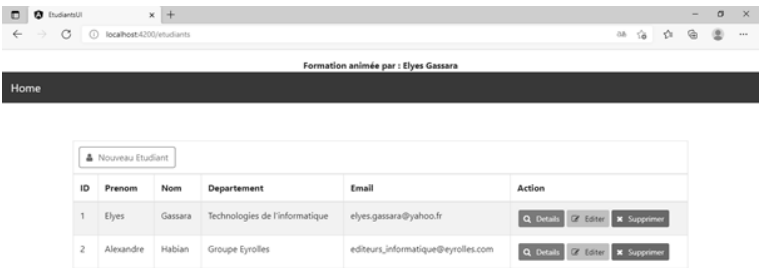 EtudiantsUI
localhost:4200/etudiants
Formation animée par : Elyes Gassara
Home
Nouveau Etudiant
ID Prenom Nom Departement Email Action
1 Elyes Gassara Technologies de l'informatique elyes.gassara@yahoo.fr Details Editer Supprimer
2 Alexandre Habian Groupe Eyrolles editeurs_informatique@eyrolles.com Details Editer Supprimer